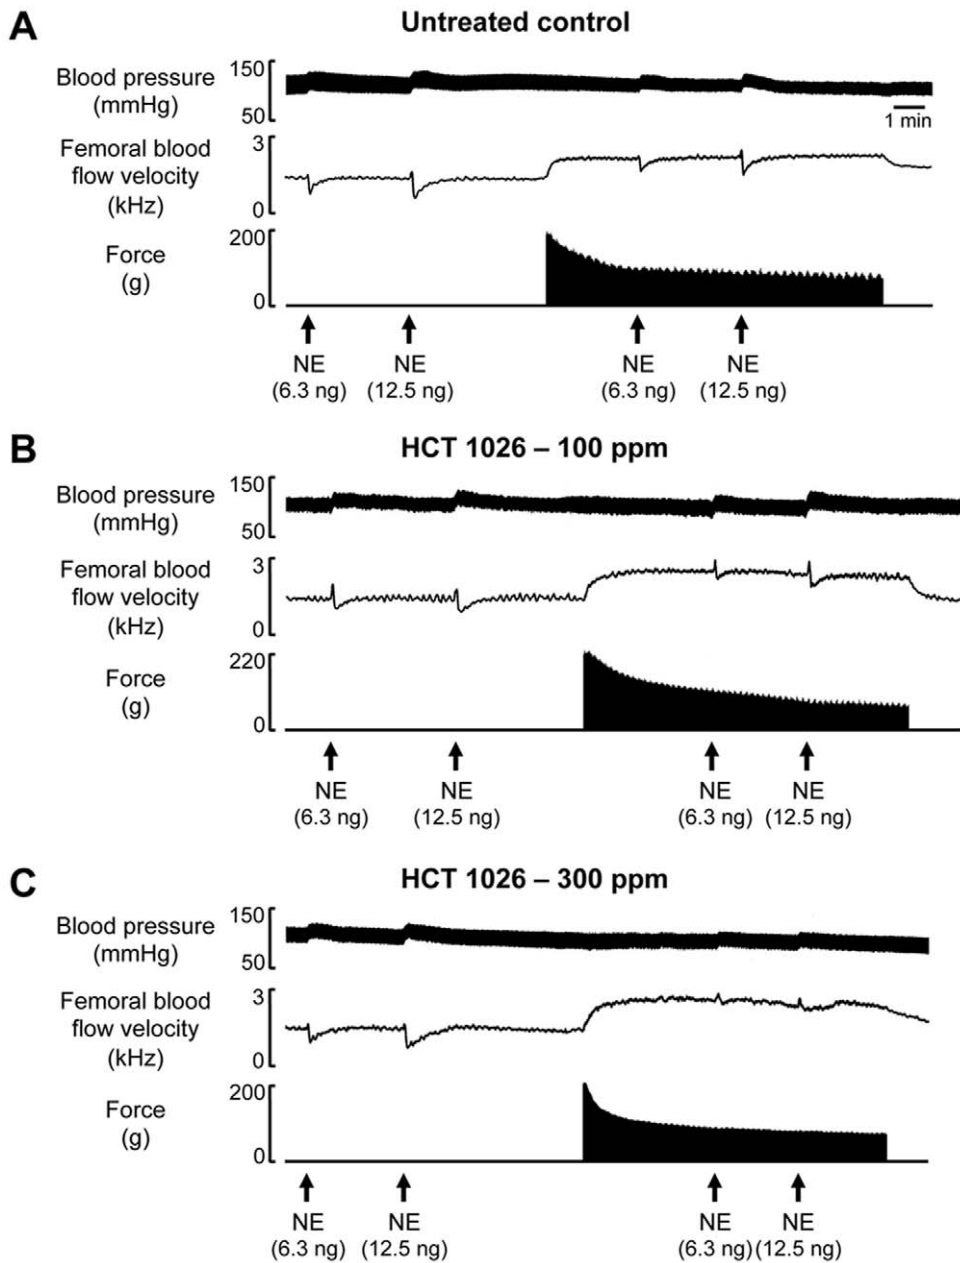 A
Untreated control
Blood pressure
(mmHg)
150
50
1 min
Femoral blood
flow velocity
(kHz)
3
0
Force
(g)
200
0
NE NE NE NE
(6.3 ng) (12.5 ng) (6.3 ng) (12.5 ng)
B
HCT 1026 – 100 ppm
Blood pressure
(mmHg)
150
50
Femoral blood
flow velocity
(kHz)
3
0
Force
(g)
220
0
NE NE NE NE
(6.3 ng) (12.5 ng) (6.3 ng) (12.5 ng)
C
HCT 1026 – 300 ppm
Blood pressure
(mmHg)
150
50
Femoral blood
flow velocity
(kHz)
3
0
Force
(g)
200
0
NE NE NE NE
(6.3 ng) (12.5 ng) (6.3 ng) (12.5 ng)